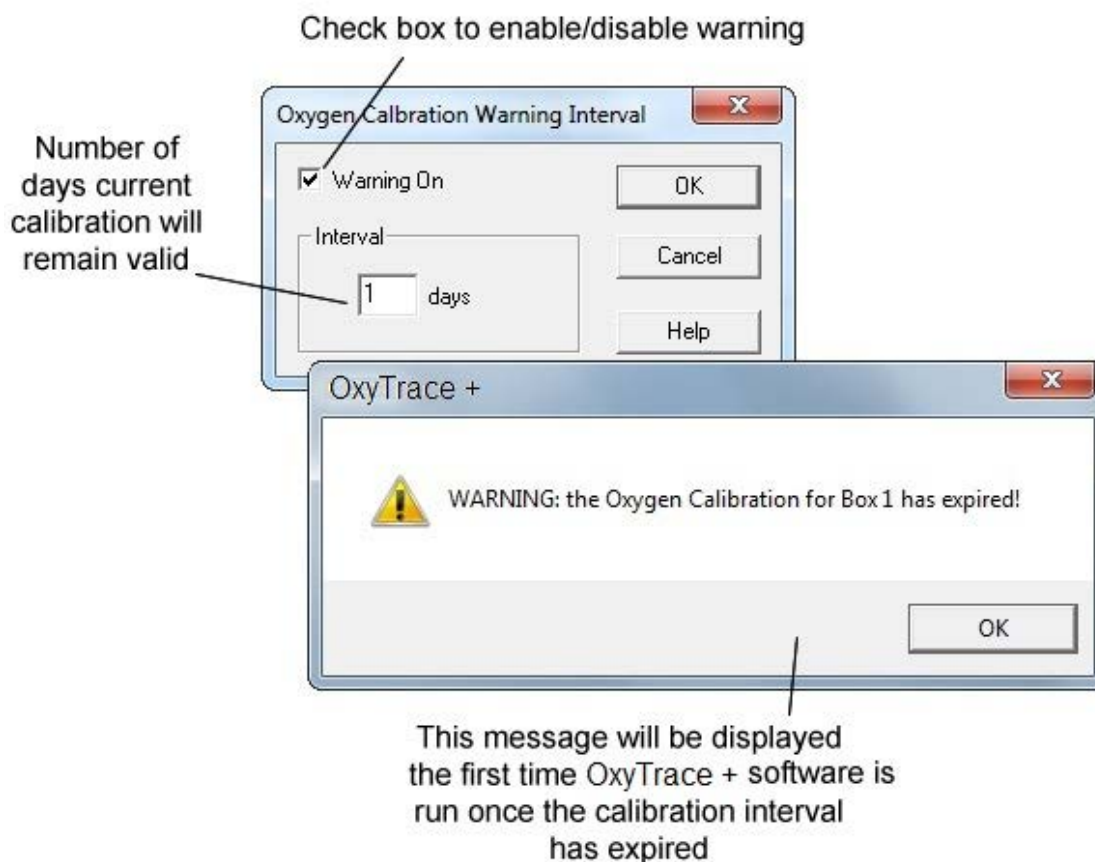 Check box to enable/disable warning
Oxygen Calbration Warning Interval
Number of
days current
calibration will
remain valid
Warning On
OK
Interval
Cancel
1 days
Help
OxyTrace +
WARNING: the Oxygen Calibration for Box 1 has expired!
OK
This message will be displayed
the first time OxyTrace + software is
run once the calibration interval
has expired